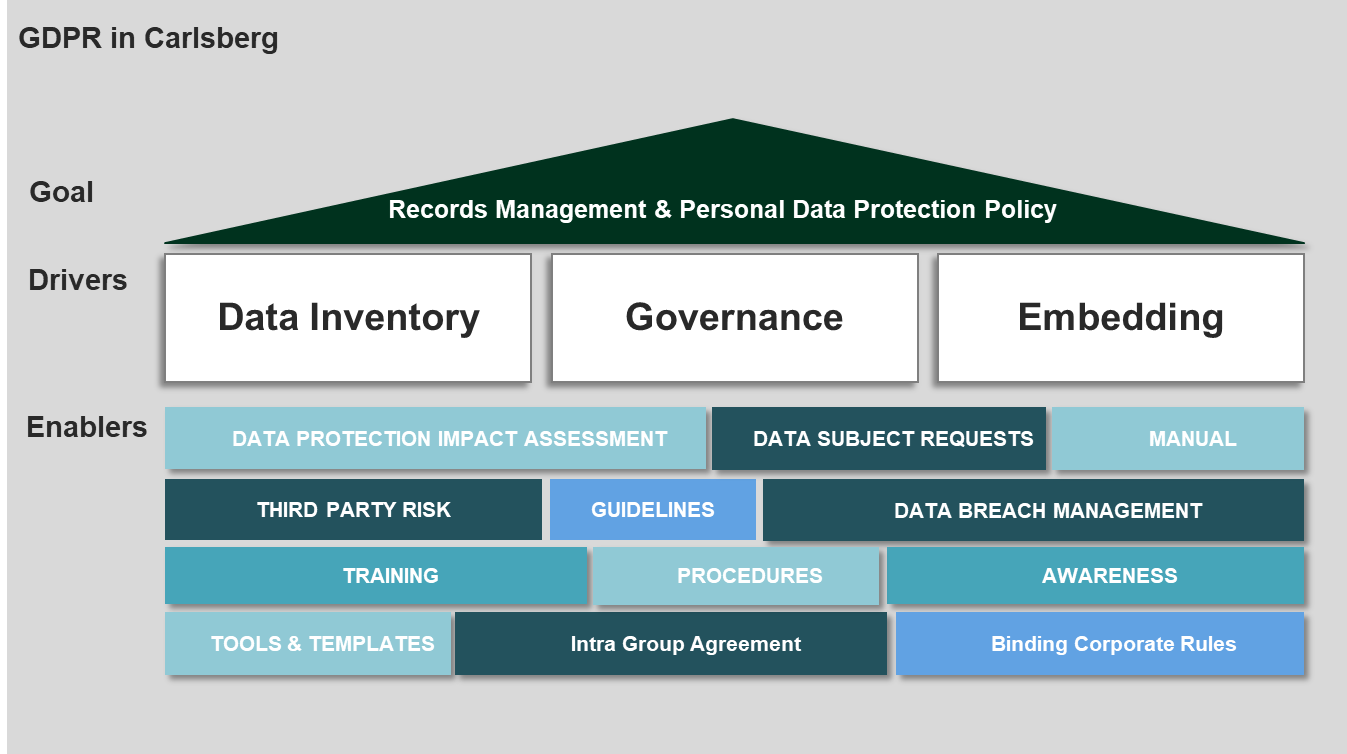 GDPR in Carlsberg
Goal
Records Management & Personal Data Protection Policy
Drivers
Data Inventory
Governance
Embedding
Enablers
DATA PROTECTION IMPACT ASSESSMENT
DATA SUBJECT REQUESTS
MANUAL
THIRD PARTY RISK
GUIDELINES
DATA BREACH MANAGEMENT
TRAINING
PROCEDURES
AWARENESS
TOOLS & TEMPLATES
Intra Group Agreement
Binding Corporate Rules